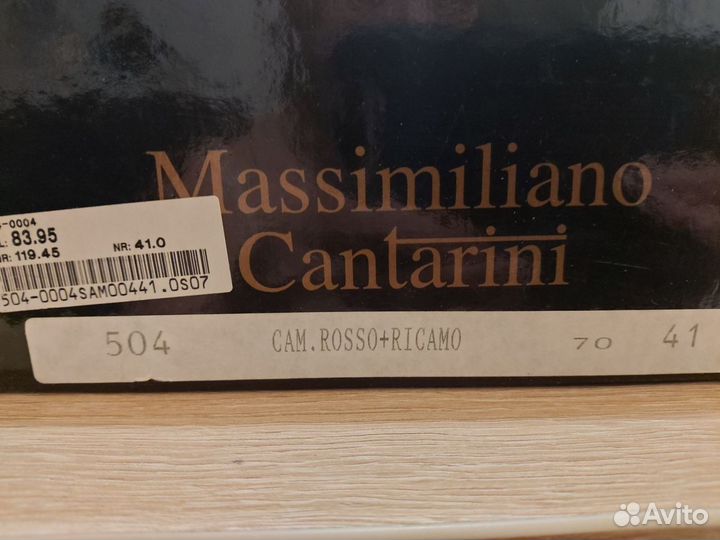 Massimiliano
Cantarini
-0004
: 83.95
R: 119.45 NR: 41.0
504-0004SAM00441.0S07
504 CAM.ROSSO+RICAMO 70 41
Avito